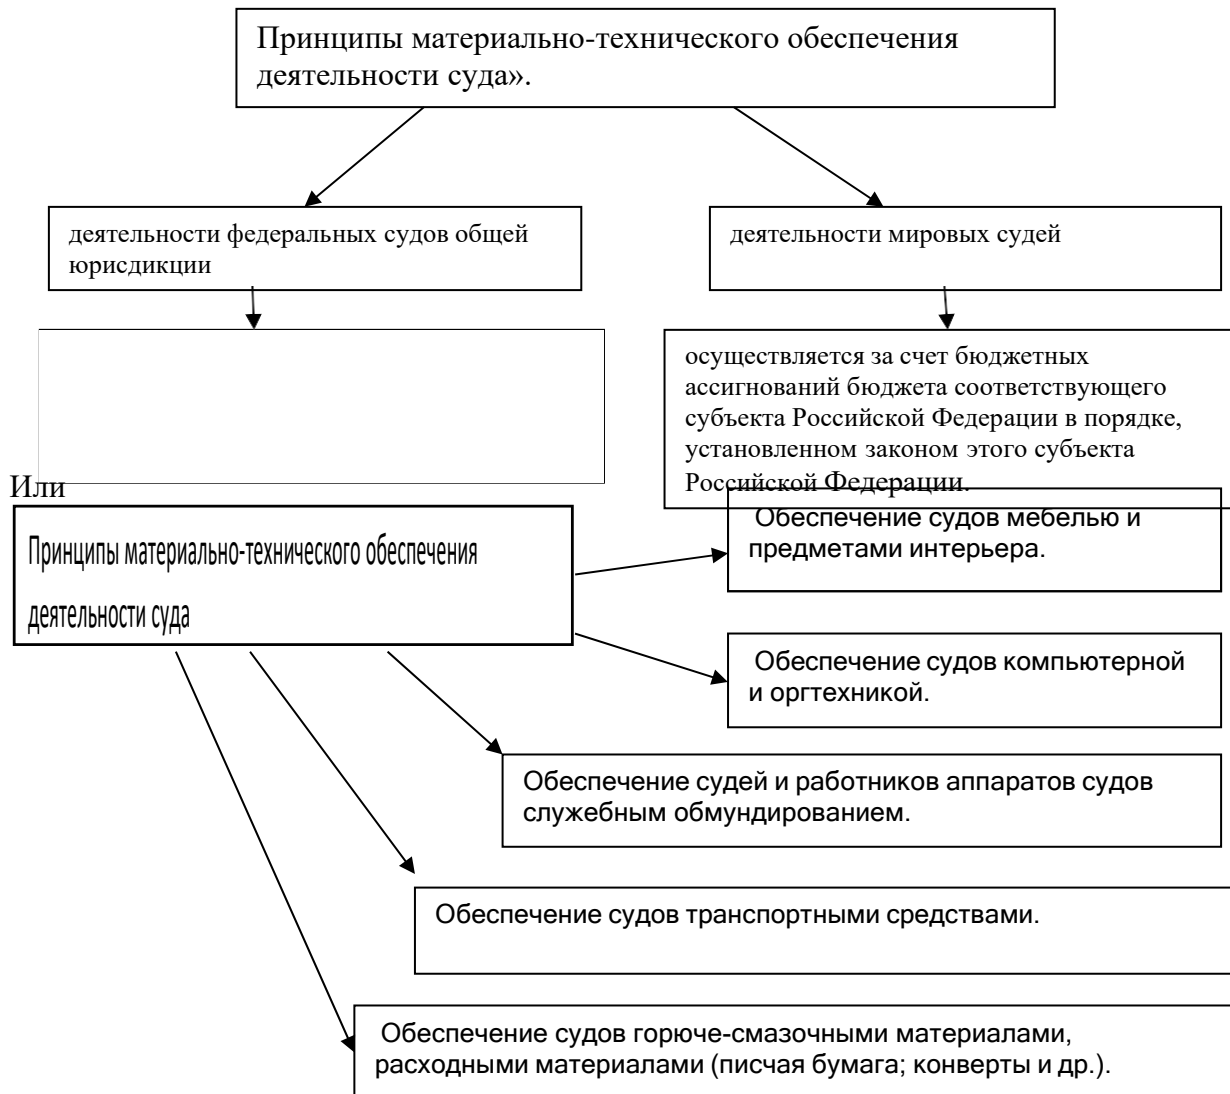 Принципы материально-технического обеспечения
деятельности суда».
деятельности федеральных судов общей
юрисдикции
деятельности мировых судей
осуществляется за счет бюджетных
ассигнований бюджета соответствующего
субъекта Российской Федерации в порядке,
установленном законом этого субъекта
Российской Федерации.
Или
Принципы материально-технического обеспечения
деятельности суда
Обеспечение судов мебелью и
предметами интерьера.
Обеспечение судов компьютерной
и оргтехникой.
Обеспечение судей и работников аппаратов судов
служебным обмундированием.
Обеспечение судов транспортными средствами.
Обеспечение судов горюче-смазочными материалами,
расходными материалами (писчая бумага; конверты и др.).